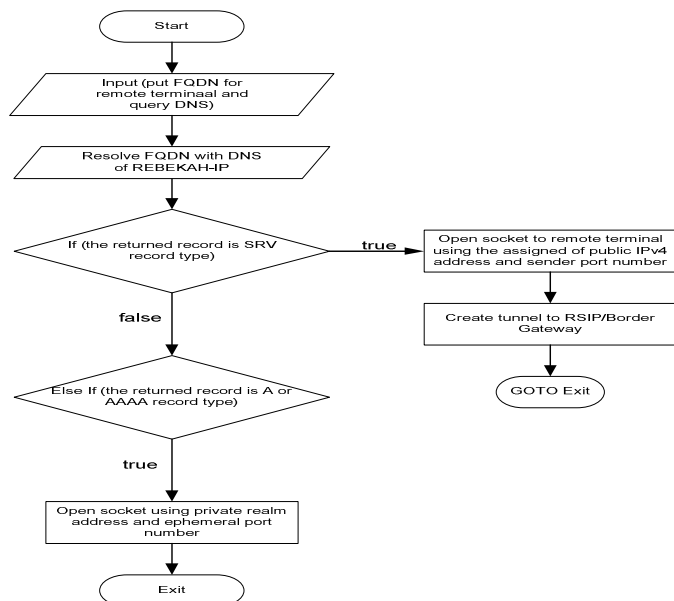 Start
Input (put FQDN for
remote terminaal and
query DNS)
Resolve FQDN with DNS
of REBEKAH-IP
If (the returned record is SRV
record type)
true
Open socket to remote terminal
using the assigned of public IPv4
address and sender port number
Create tunnel to RSIP/Border
Gateway
GOTO Exit
false
Else If (the returned record is A or
AAAA record type)
true
Open socket using private realm
address and ephemeral port
number
Exit